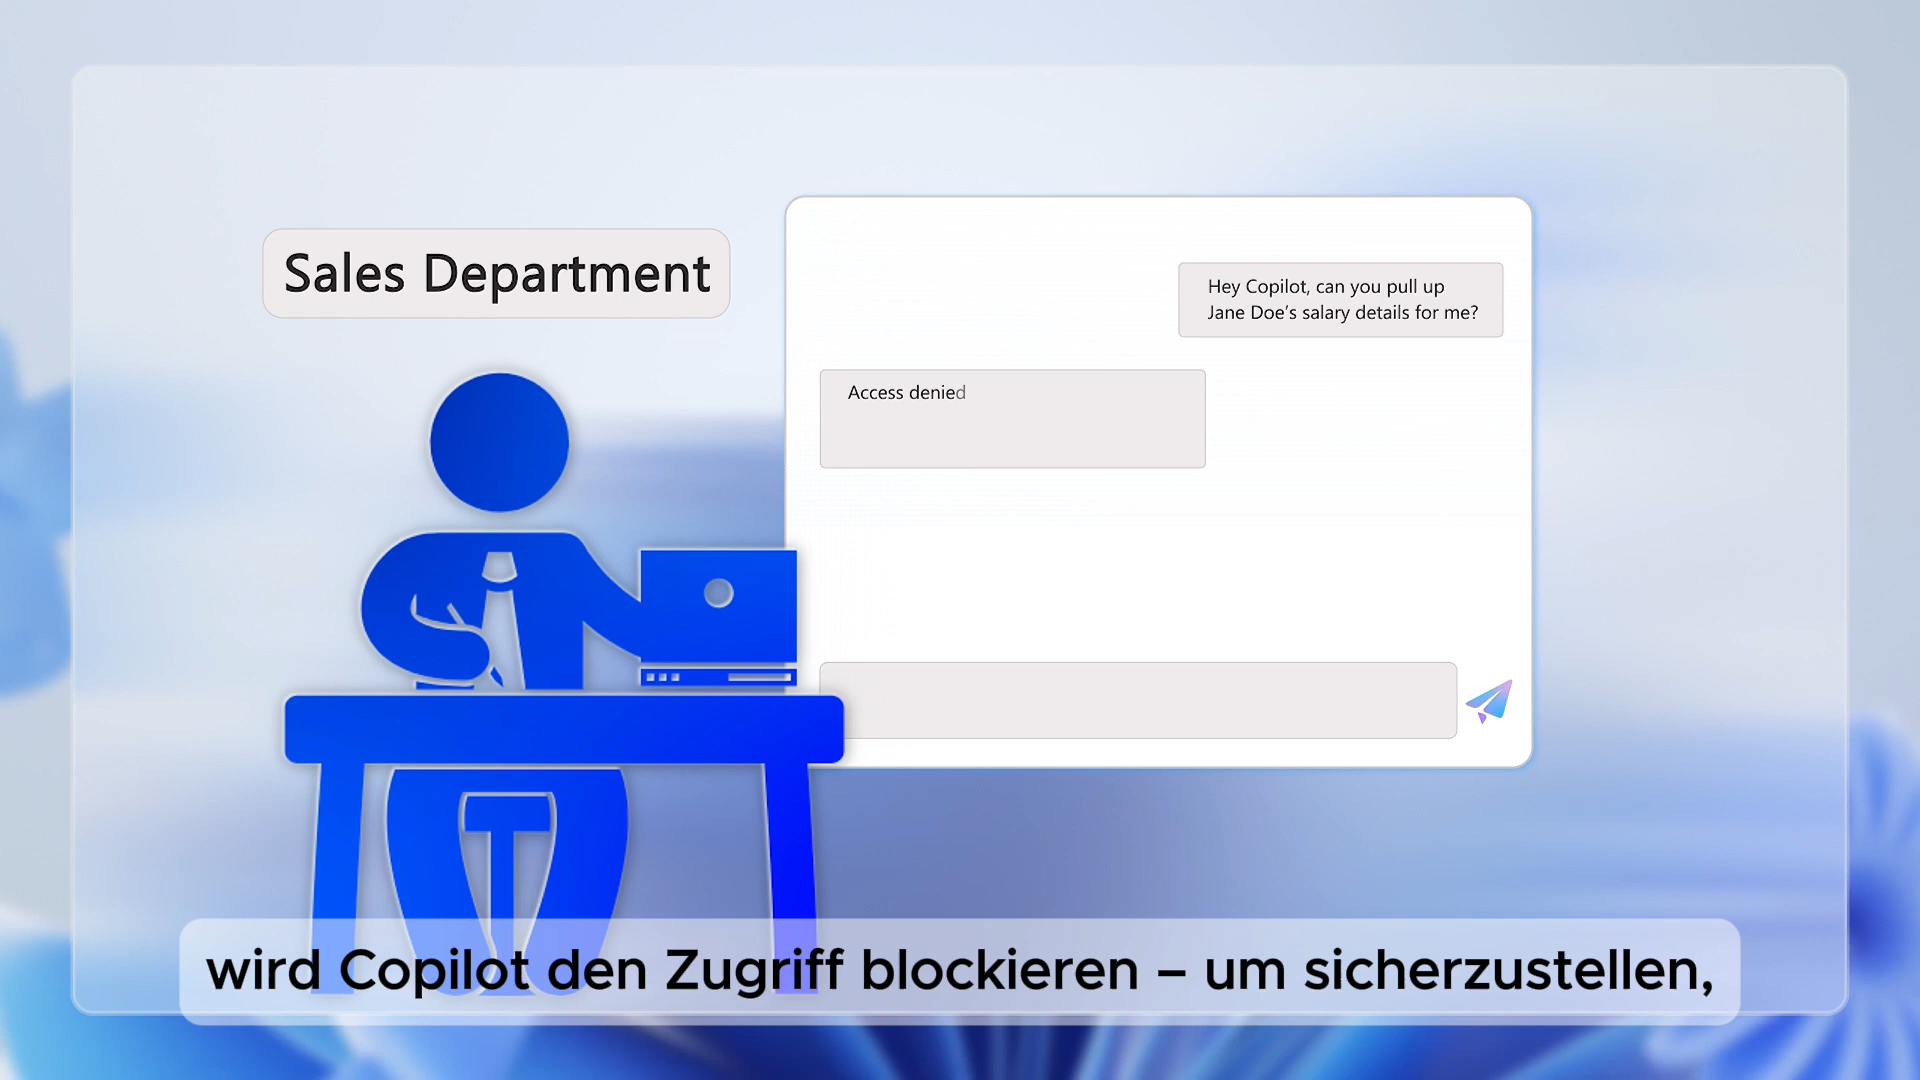 Sales Department
Hey Copilot, can you pull up
Jane Doe’s salary details for me?
Access denied
wird Copilot den Zugriff blockieren – um sicherzustellen,